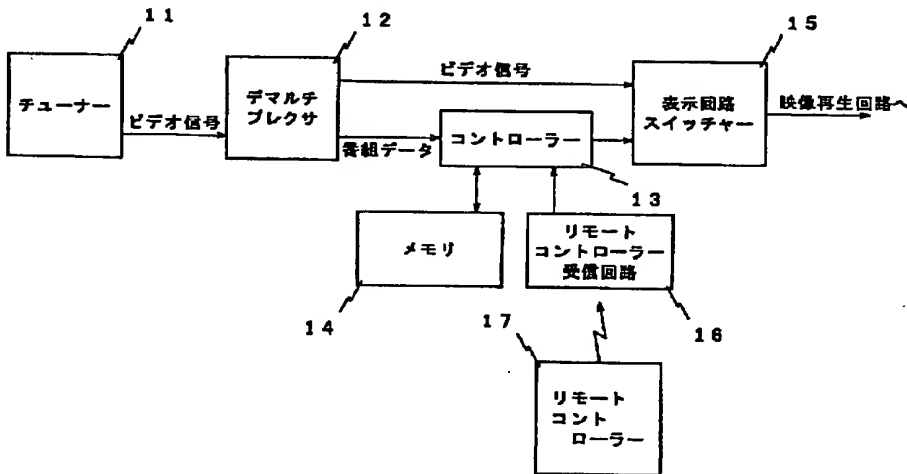 11
チューナー
ビデオ信号
12
デマルチ
プレクサ
ビデオ信号
番組データ
コントローラー
13
15
表示回路
スイッチャー
映像再生回路へ
メモリ
14
リモート
コントローラー
受信回路
16
17
リモート
コント
ローラー